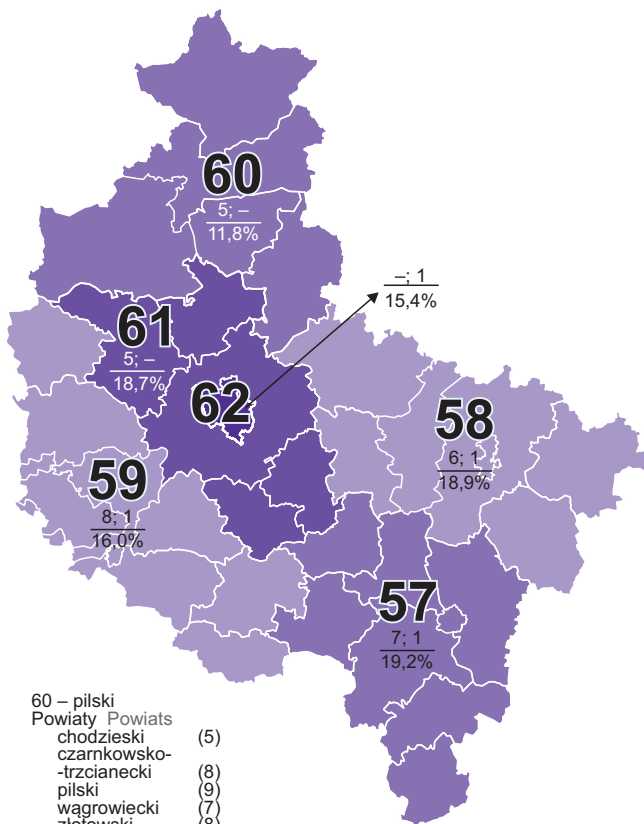 60
5; –
11,8%
–; 1
15,4%
61
5; –
18,7%
62
58
6; 1
18,9%
59
8; 1
16,0%
57
7; 1
19,2%
60 – pilski
Powiaty Powiats
chodzieski (5)
czarnkowsko-
-trzcianecki (8)
pilski (9)
wągrowiecki (7)
złotowski (8)